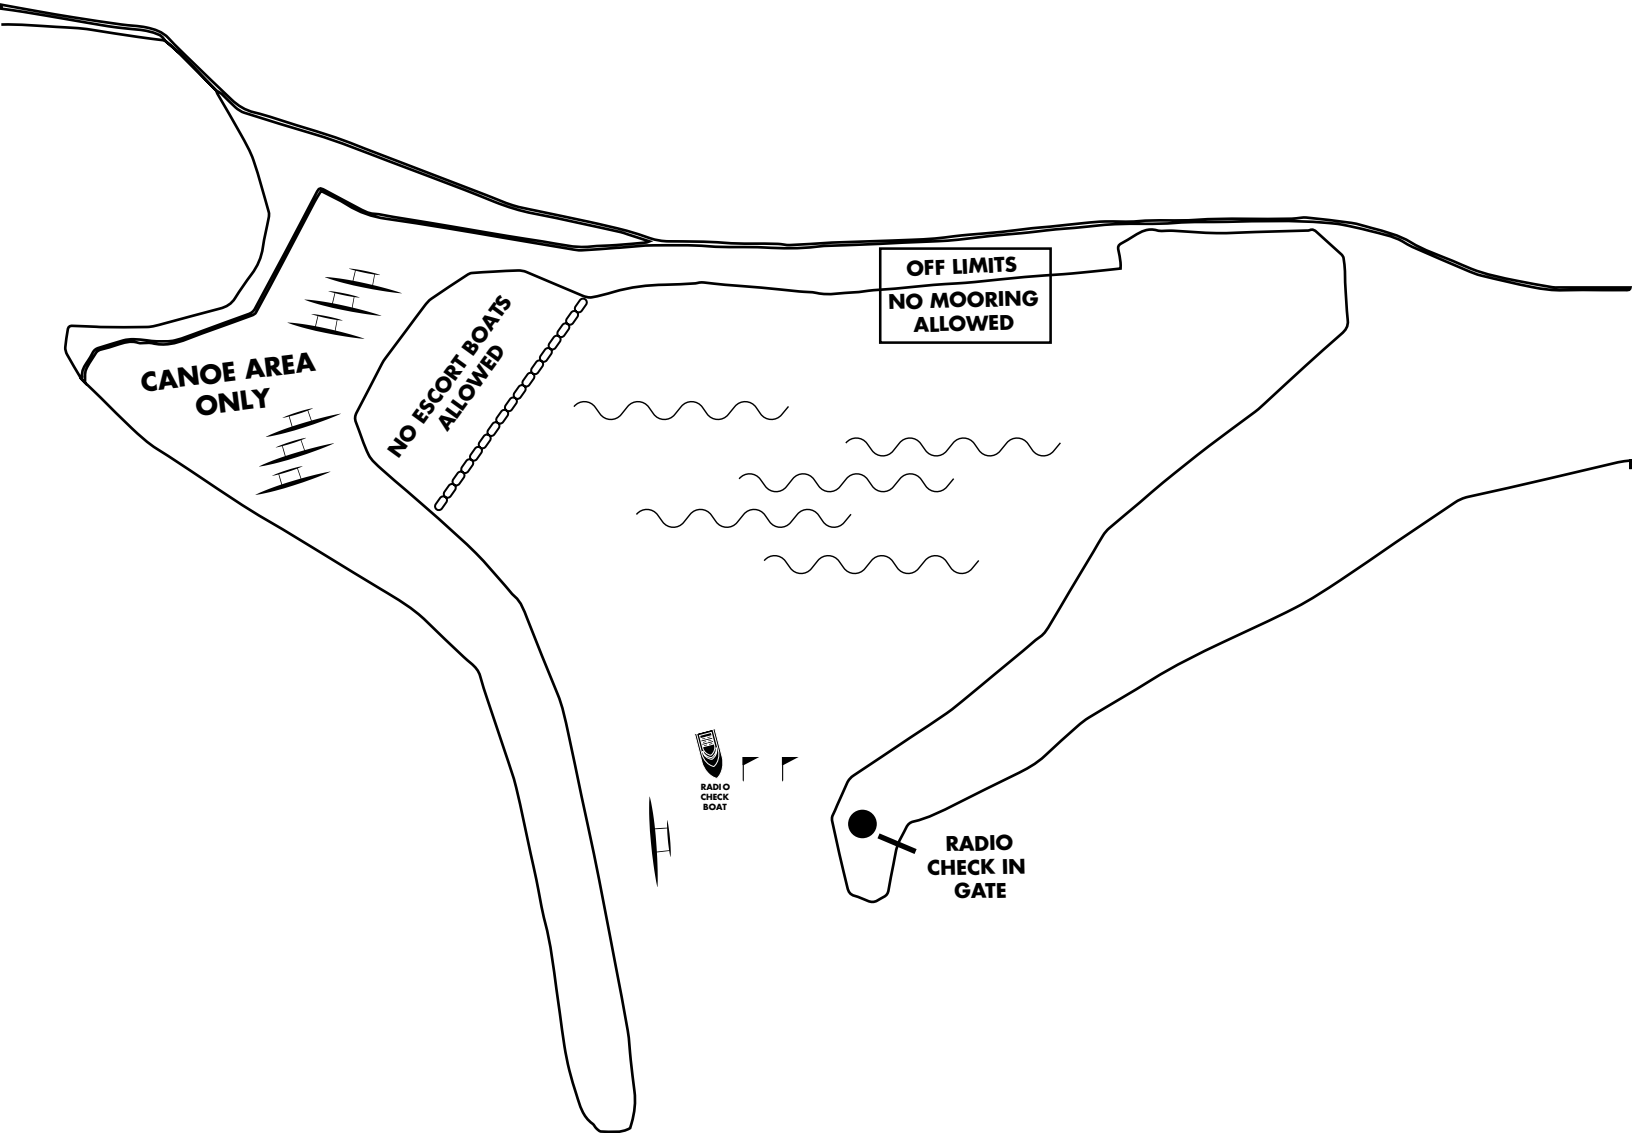 OFF LIMITS
NO MOORING
ALLOWED
NO ESCORT BOATS
ALLOWED
CANOE AREA
ONLY
RADIO
CHECK
BOAT
RADIO
CHECK IN
GATE